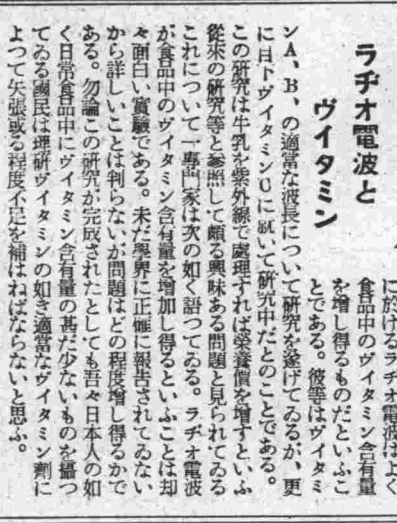 ラヂオ電波と
ヴイタミン
に於けるラヂオ電波はよく
食品中のヴイタミン含有量
を增し得るものだといふこ
とである。彼等はヴイタミ
ンA、B、の適當な波長について研究を遂げてゐるが、更
に目下ヴイタミンCに就いて研究中だとのことである。
この研究は牛乳を紫外線で處理すれば榮養價を增すといふ
從來の研究等と參照して頗る興味ある問題と見られてゐる
これについて一專門家は次の如く語つてゐる。ラヂオ電波
が食品中のヴイタミン含有量を增加し得るといふことは却
々面白い實驗である。未だ學界に正確に報告されてゐない
から詳しいことは判らないが問題はどの程度增し得るかで
ある。勿論この研究が完成されたとしても吾々日本人の如
く日常食品中にヴイタミン含有量の甚だ少ないものを攝つ
てゐる國民は理研ヴイタミンの如き適當なヴイタミン劑に
よつて矢張或る程度不足を補はねばならないと思ふ。